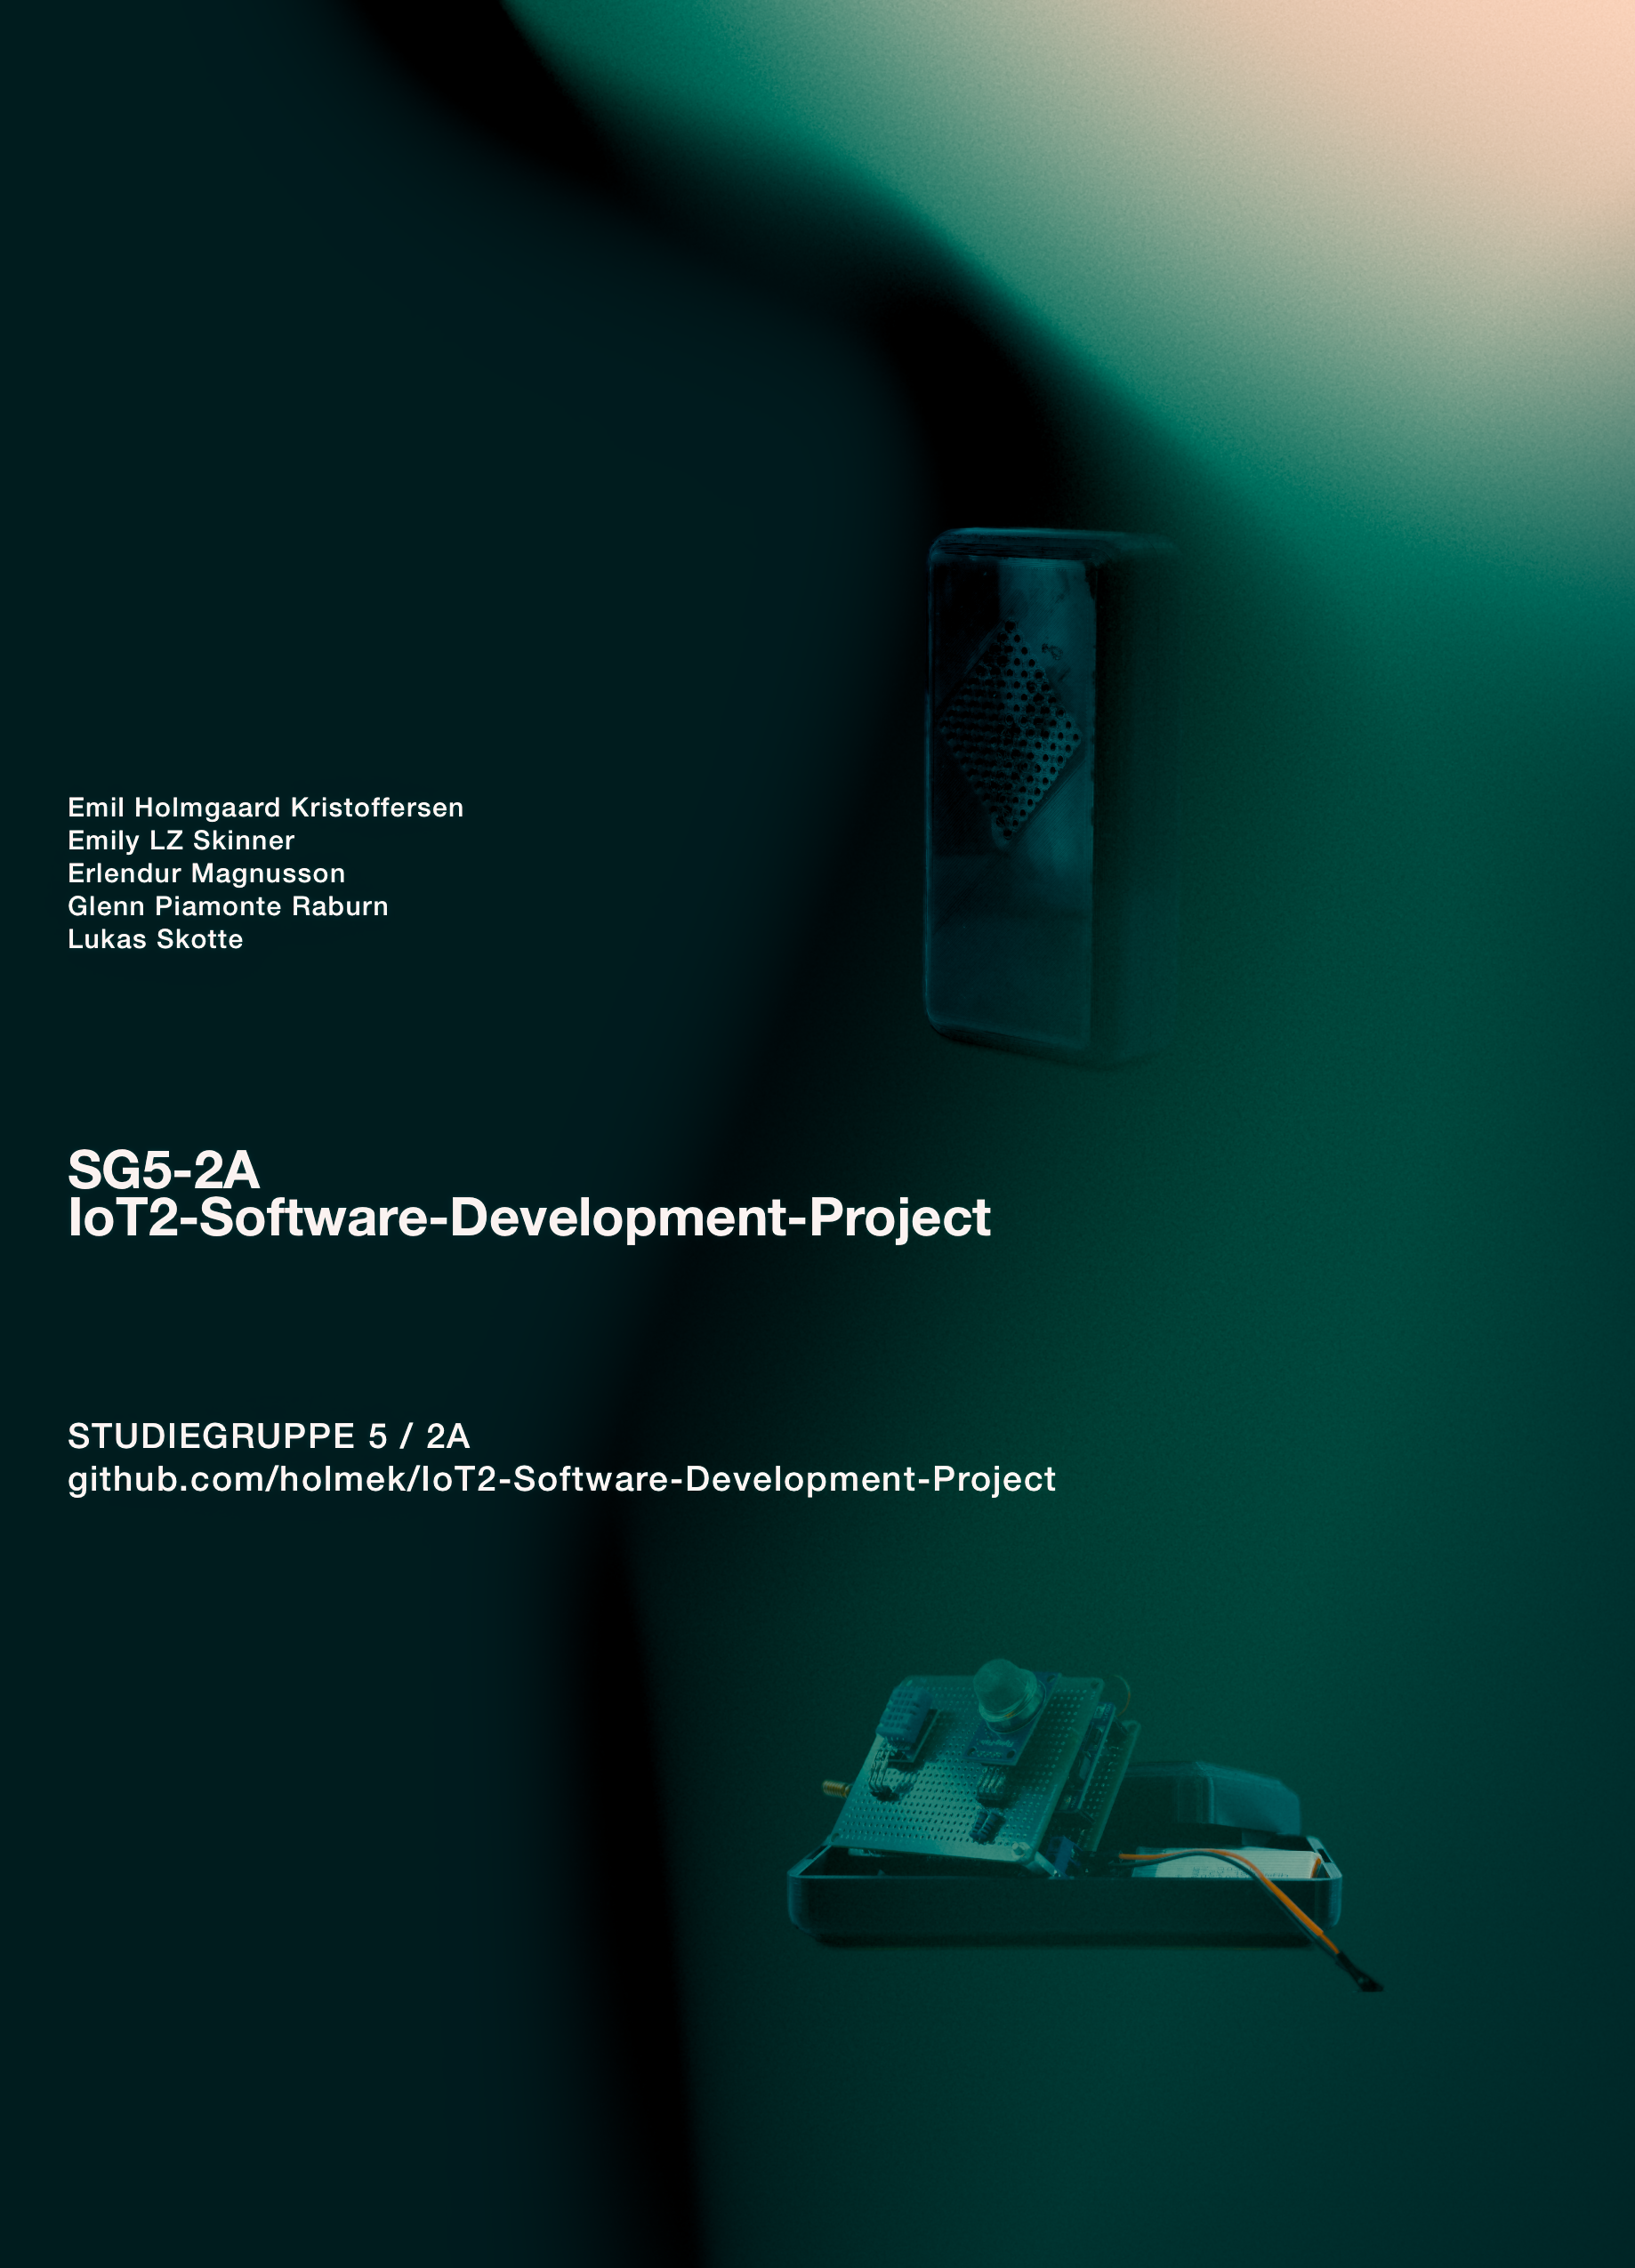 Emil Holmgaard Kristoffersen
Emily LZ Skinner
Erlendur Magnusson
Glenn Piamonte Raburn
Lukas Skotte
SG5-2A
IoT2-Software-Development-Project
STUDIEGRUPPE 5 / 2A
github.com/holmek/IoT2-Software-Development-Project